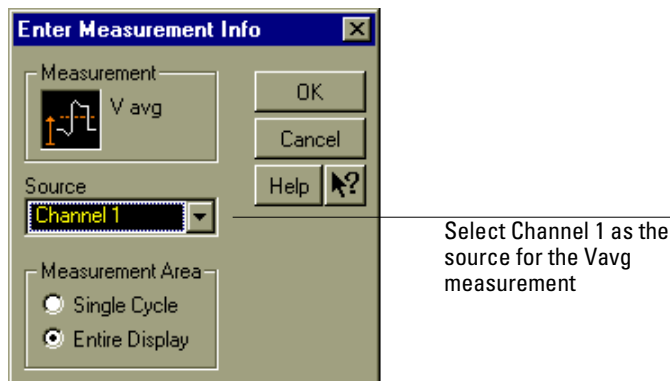 Enter Measurement Info
Measurement
V avg
OK
Cancel
Help
?
Source
Channel 1
Select Channel 1 as the
source for the Vavg
measurement
Measurement Area
Single Cycle
Entire Display